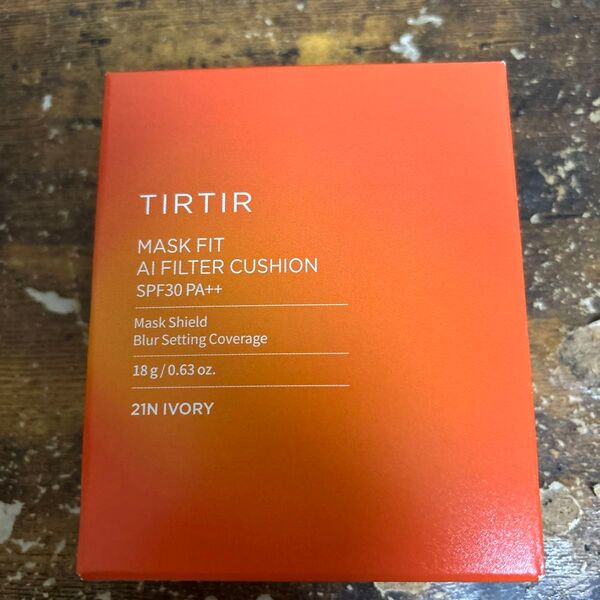 TIRTIR
MASK FIT
AI FILTER CUSHION
SPF30 PA++
Mask Shield
Blur Setting Coverage
18 g / 0.63 oz.
21N IVORY